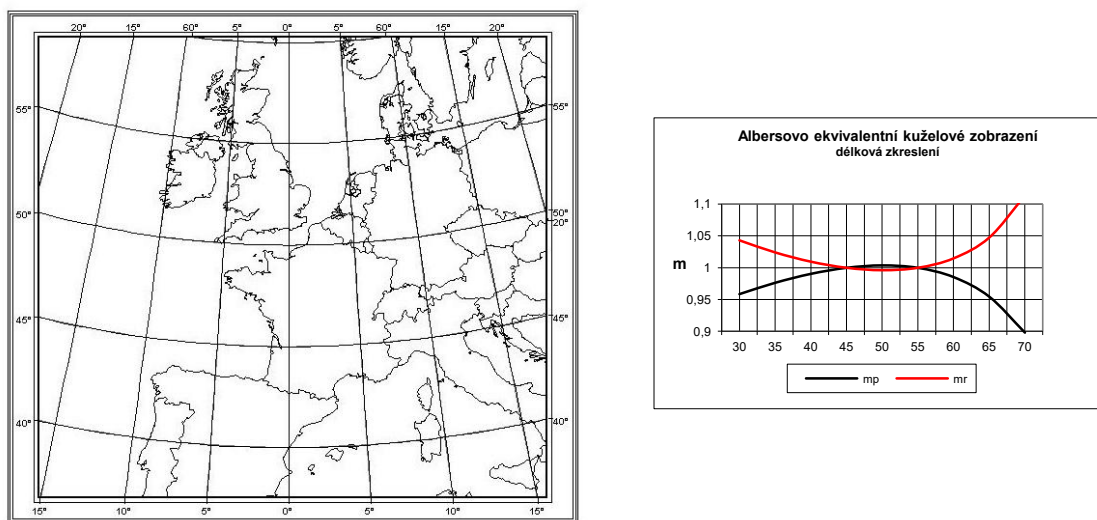 20° 15° 10° 60° 5° 0° 5° 60° 10° 15° 20°
55° 55°
50° 50°
20°
45° 45°
40° 40°
15° 10° 5° 0° 5° 10° 15°
Albersovo ekvivalentní kuželové zobrazení
délková zkreslení
1,1
1,05
m
1
0,95
0,9
30 35 40 45 50 55 60 65 70
mp mr